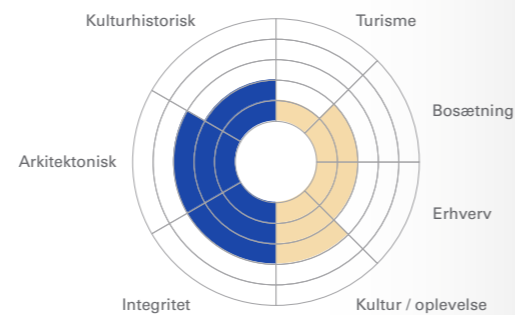 Kulturhistorisk
Turisme
Bosætning
Arkitektonisk
Erhverv
Integritet
Kultur / oplevelse